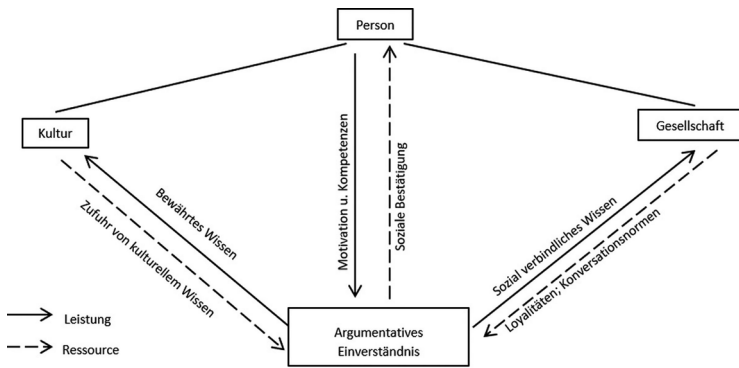 Person
Kultur
Gesellschaft
Bewährtes Wissen
Zufuhr von kulturellem Wissen
Motivation u. Kompetenzen
Soziale Bestätigung
Sozial verbindliches Wissen
Loyalitäten; Konversationsnormen
Argumentatives
Einverständnis
Leistung
Ressource